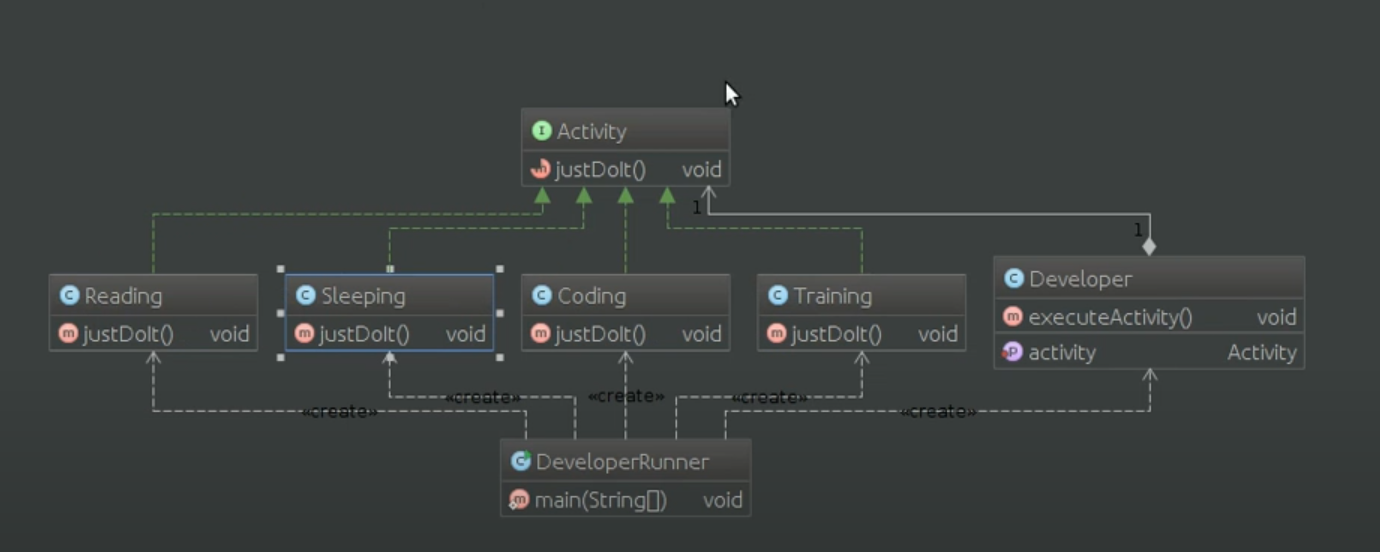 Activity
justDoIt() void
1
1
Reading
justDoIt() void
Sleeping
justDoIt() void
Coding
justDoIt() void
Training
justDoIt() void
Developer
executeActivity() void
activity Activity
«create»
«create»
«create»
«create»
«create»
DeveloperRunner
main(String[]) void